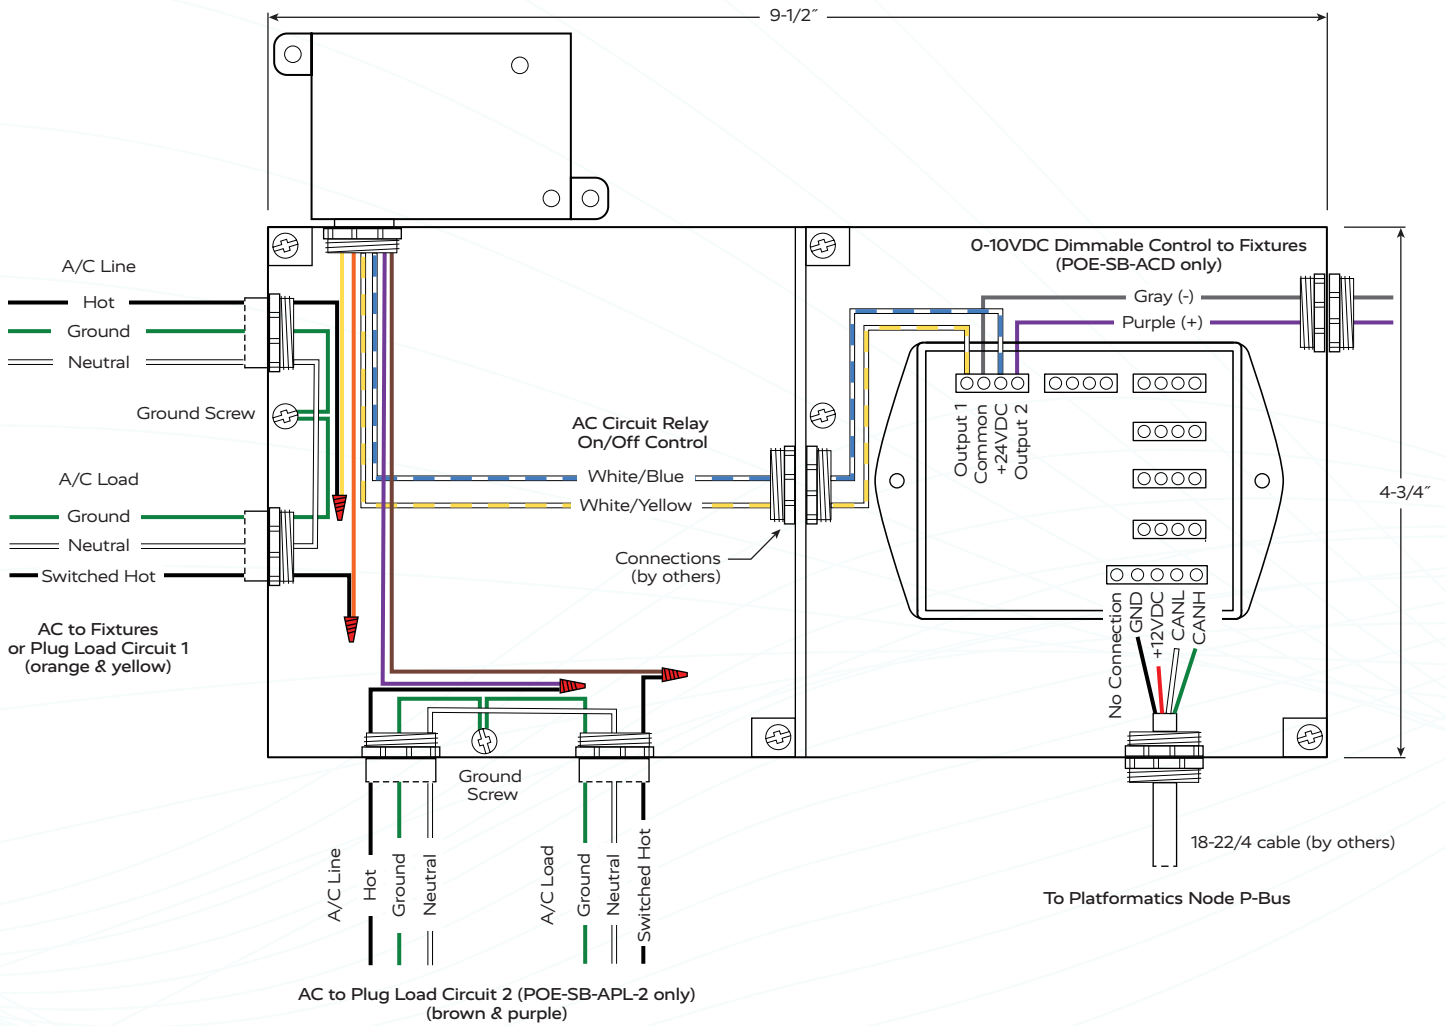 9-1/2″
A/C Line
Hot
Ground
Neutral
Ground Screw
A/C Load
Ground
Neutral
Switched Hot
AC to Fixtures
or Plug Load Circuit 1
(orange & yellow)
AC Circuit Relay
On/Off Control
White/Blue
White/Yellow
Connections
(by others)
0-10VDC Dimmable Control to Fixtures
(POE-SB-ACD only)
Gray (-)
Purple (+)
Output 1
Common
+24VDC
Output 2
4-3/4″
No Connection
GND
+12VDC
CANL
CANH
18-22/4 cable (by others)
To Platformatics Node P-Bus
Ground
Screw
A/C Line
Hot
Ground
Neutral
A/C Load
Ground
Neutral
Switched Hot
AC to Plug Load Circuit 2 (POE-SB-APL-2 only)
(brown & purple)